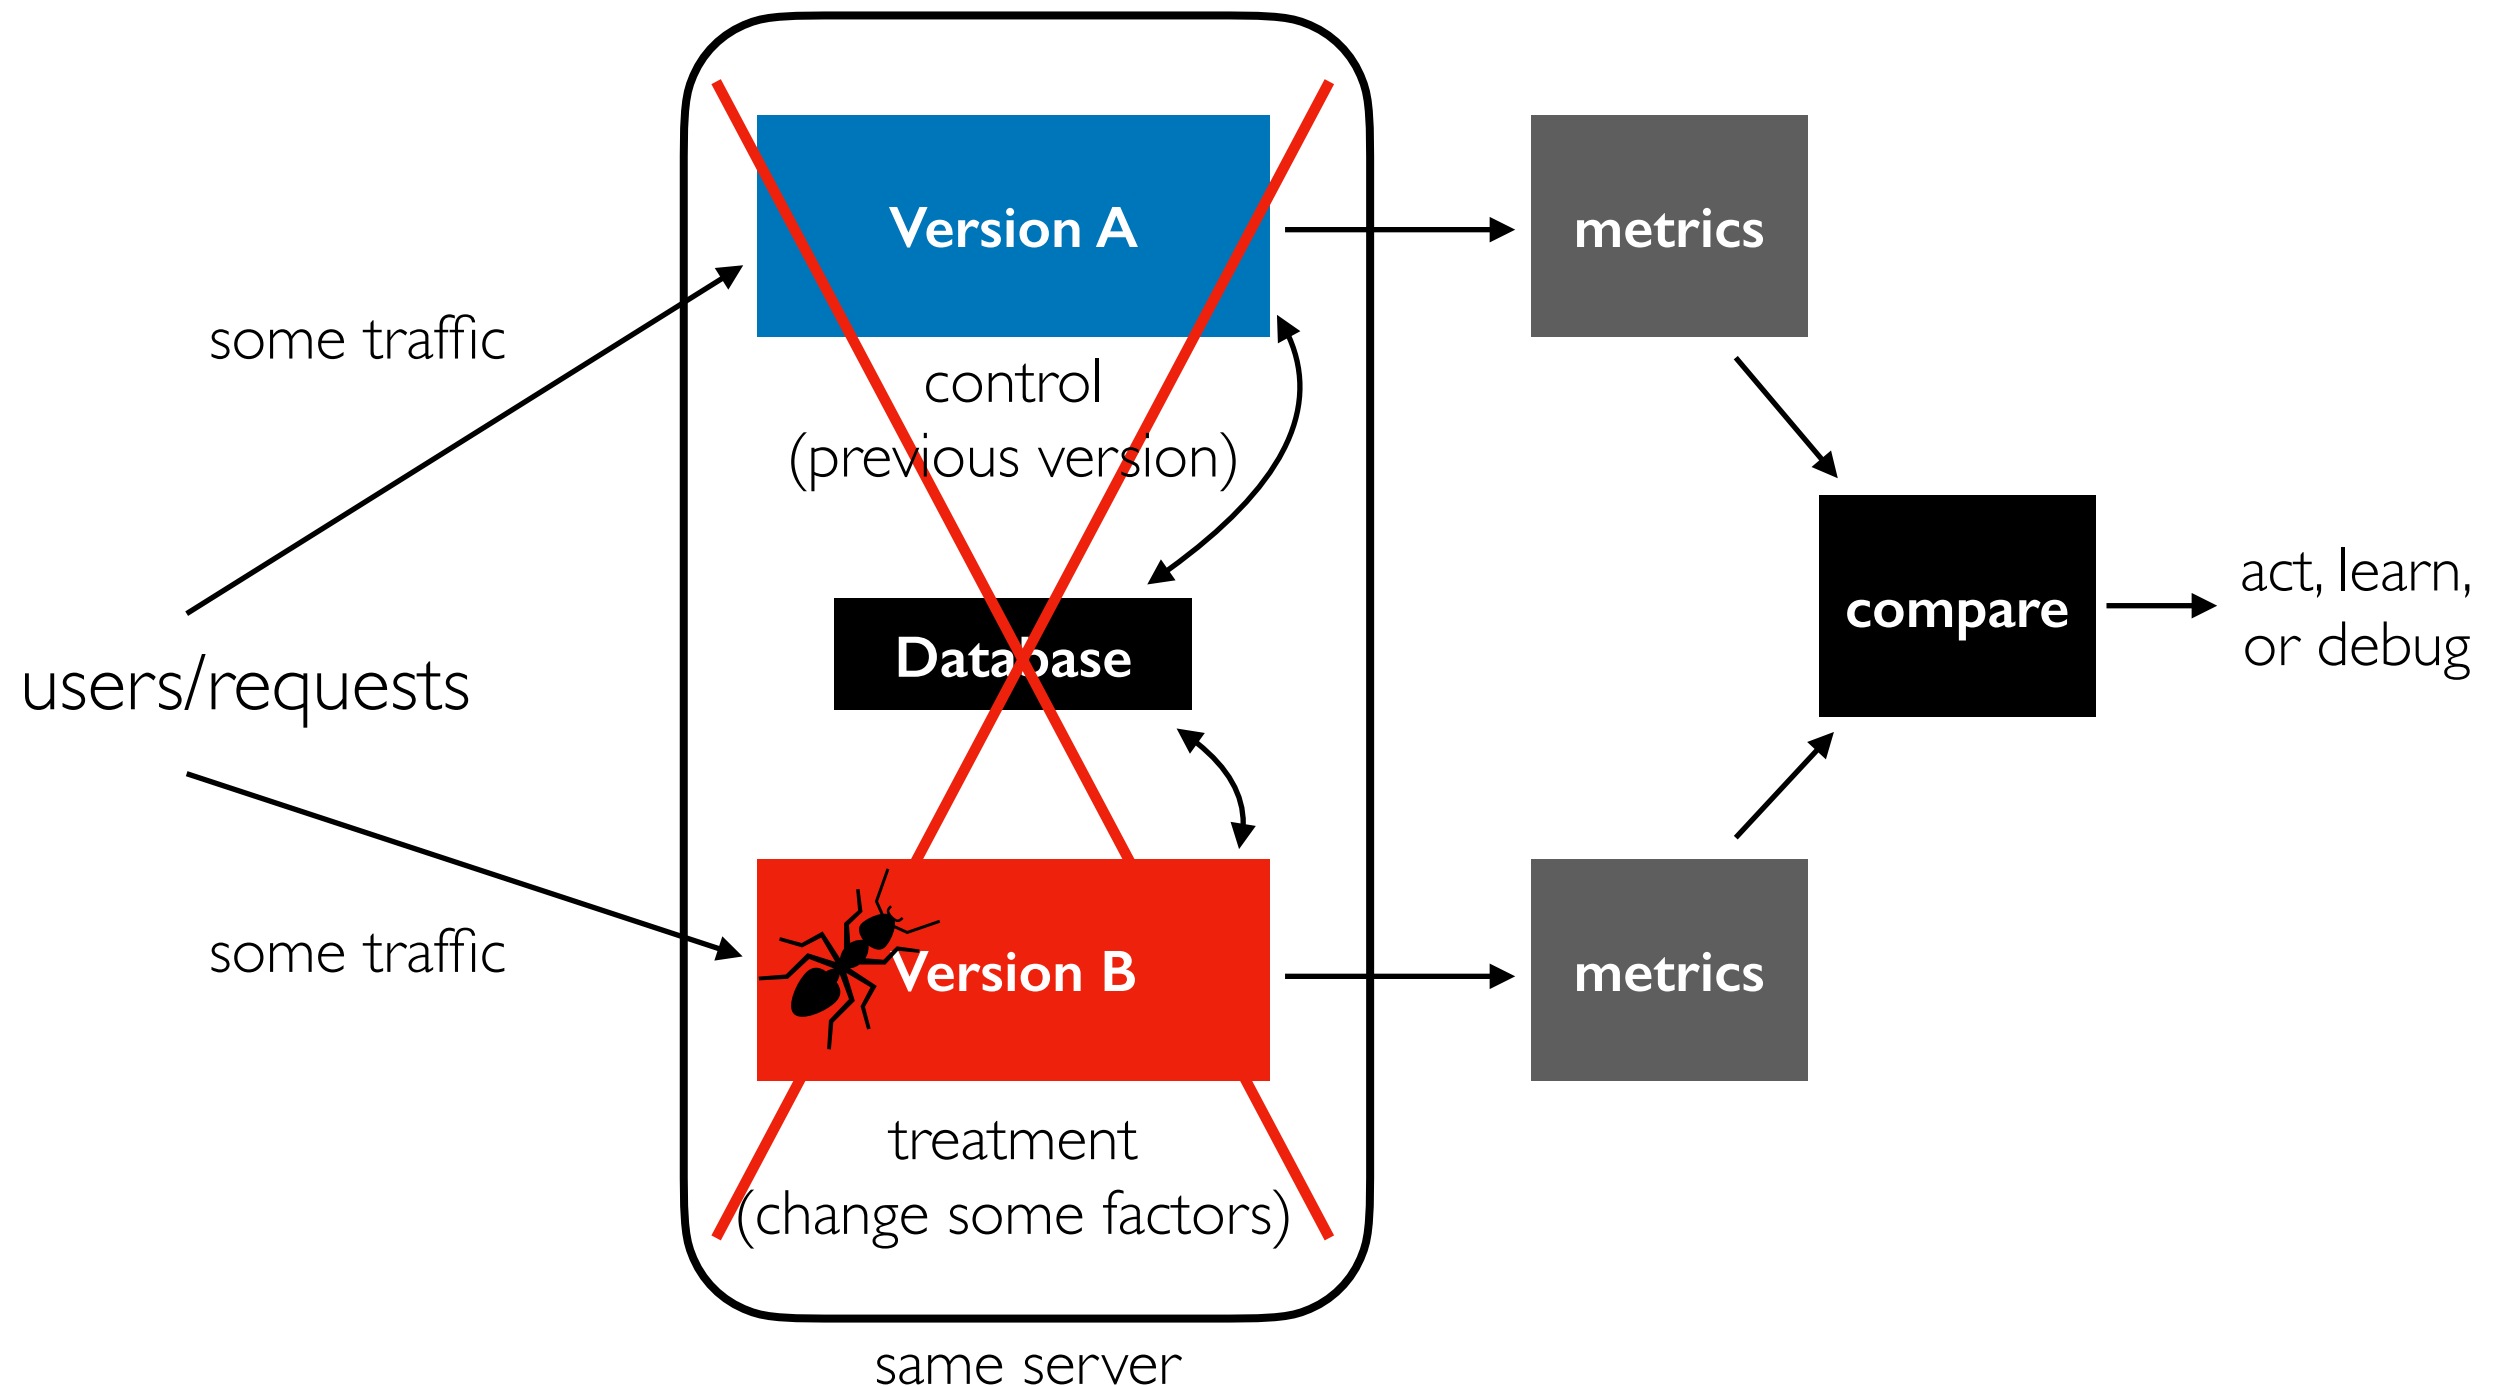 Version A
metrics
some traffic
control
(previous version)
act, learn,
or debug
compare
Database
users/requests
some traffic
Version B
metrics
treatment
(change some factors)
same server